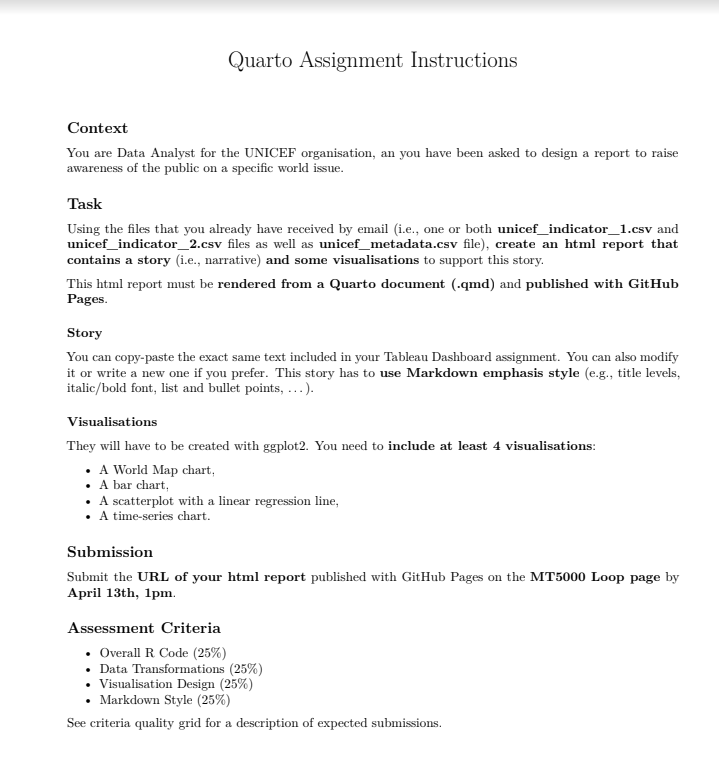 Quarto Assignment Instructions
Context
You are Data Analyst for the UNICEF organisation, an you have been asked to design a report to raise
awareness of the public on a specific world issue.
Task
Using the files that you already have received by email (i.e., one or both unicef_indicator_1.csv and
unicef_indicator_2.csv files as well as unicef_metadata.csv file), create an html report that
contains a story (i.e., narrative) and some visualisations to support this story.
This html report must be rendered from a Quarto document (.qmd) and published with GitHub
Pages.
Story
You can copy-paste the exact same text included in your Tableau Dashboard assignment. You can also modify
it or write a new one if you prefer. This story has to use Markdown emphasis style (e.g., title levels,
italic/bold font, list and bullet points, ...).
Visualisations
They will have to be created with ggplot2. You need to include at least 4 visualisations:
• A World Map chart,
• A bar chart,
• A scatterplot with a linear regression line,
• A time-series chart.
Submission
Submit the URL of your html report published with GitHub Pages on the MT5000 Loop page by
April 13th, 1pm.
Assessment Criteria
• Overall R Code (25%)
• Data Transformations (25%)
• Visualisation Design (25%)
• Markdown Style (25%)
See criteria quality grid for a description of expected submissions.